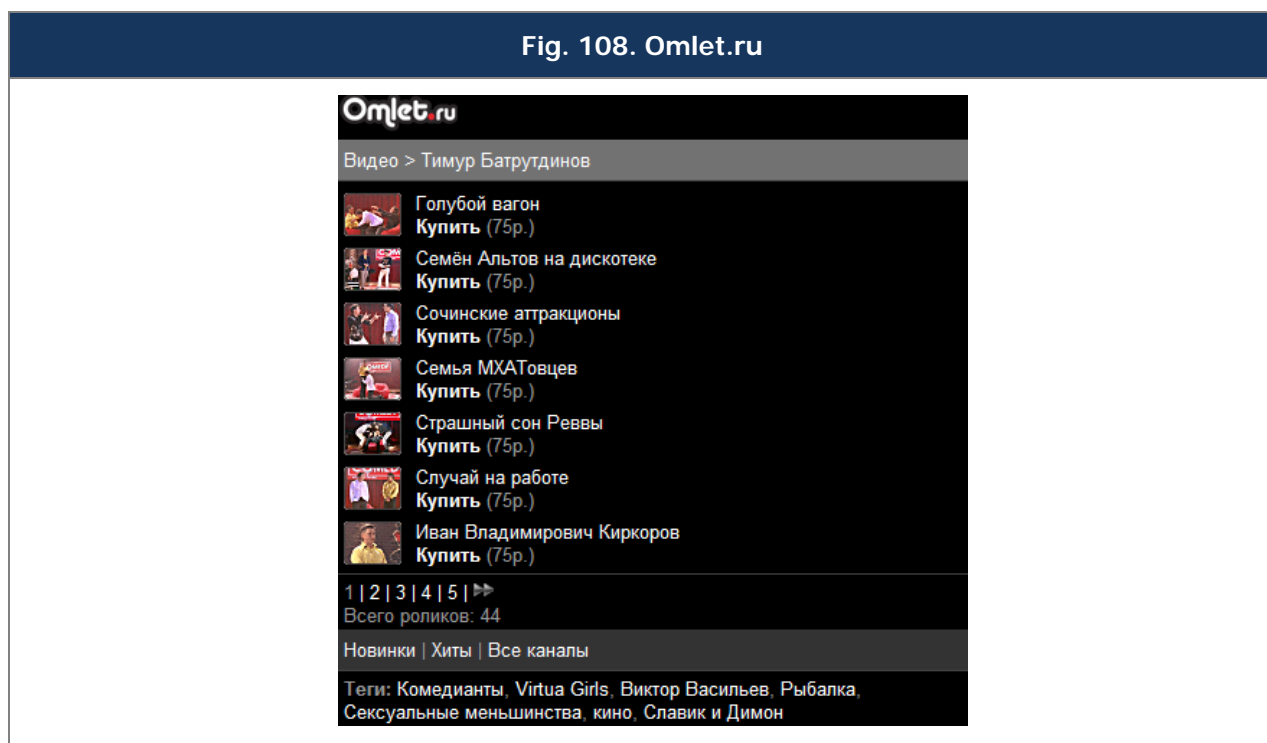 Fig. 108. Omlet.ru
Omlet.ru
Видео > Тимур Батрутдинов
Голубой вагон
Купить (75р.)
Семён Альтов на дискотеке
Купить (75р.)
Сочинские аттракционы
Купить (75р.)
Семья МХАТовцев
Купить (75р.)
Страшный сон Реввы
Купить (75р.)
Случай на работе
Купить (75р.)
Иван Владимирович Киркоров
Купить (75р.)
1 | 2 | 3 | 4 | 5 |
Всего роликов: 44
Новинки | Хиты | Все каналы
Теги: Комедианты, Virtua Girls, Виктор Васильев, Рыбалка,
Сексуальные меньшинства, кино, Славик и Димон